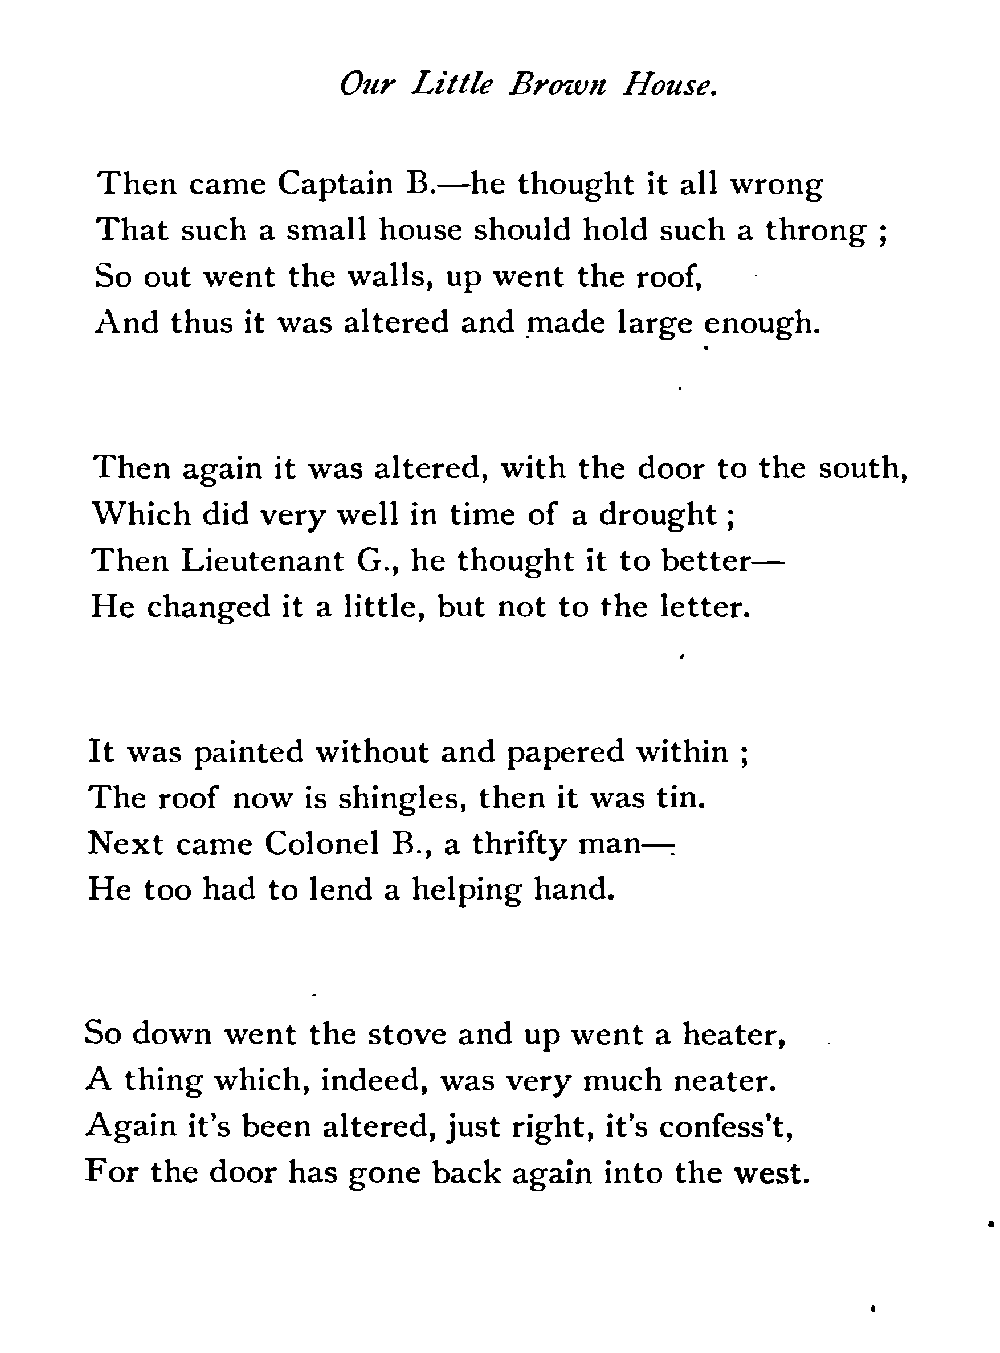 Our Little Brown House.
Then came Captain B.—he thought it all wrong
That such a small house should hold such a throng ;
So out went the walls, up went the roof,
And thus it was altered and made large enough.
Then again it was altered, with the door to the south,
Which did very well in time of a drought ;
Then Lieutenant G., he thought it to better—
He changed it a little, but not to the letter.
It was painted without and papered within ;
The roof now is shingles, then it was tin.
Next came Colonel B., a thrifty man—
He too had to lend a helping hand.
So down went the stove and up went a heater,
A thing which, indeed, was very much neater.
Again it's been altered, just right, it's confess't,
For the door has gone back again into the west.